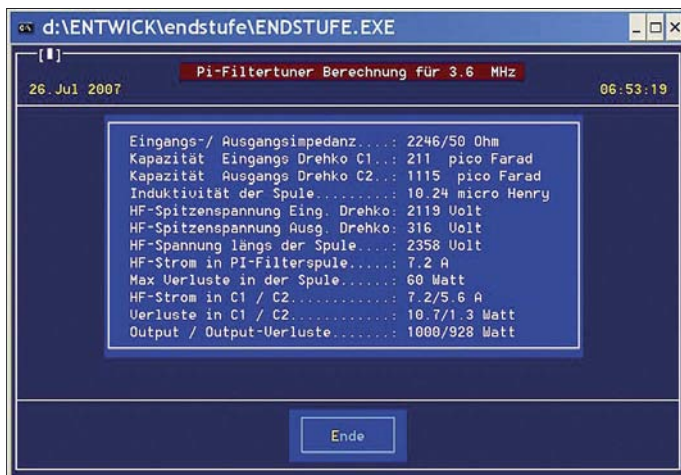 d:\ENTWICK\endstufe\ENDSTUFE.EXE
Pi-Filtertuner Berechnung für 3.6 MHz
26.Jul 2007 06:53:19
Eingangs-/ Ausgangsimpedanz....: 2246/50 Ohm
Kapazität Eingangs Drehko C1..: 211 pico Farad
Kapazität Ausgangs Drehko C2..: 1115 pico Farad
Induktivität der Spule.........: 10.24 micro Henry
HF-Spitzenspannung Eing. Drehko: 2119 Volt
HF-Spitzenspannung Ausg. Drehko: 316 Volt
HF-Spannung längs der Spule....: 2358 Volt
HF-Strom in PI-Filterspule.....: 7.2 A
Max Verluste in der Spule......: 60 Watt
HF-Strom in C1 / C2............: 7.2/5.6 A
Verluste in C1 / C2............: 10.7/1.3 Watt
Output / Output-Verluste.......: 1000/928 Watt
Ende